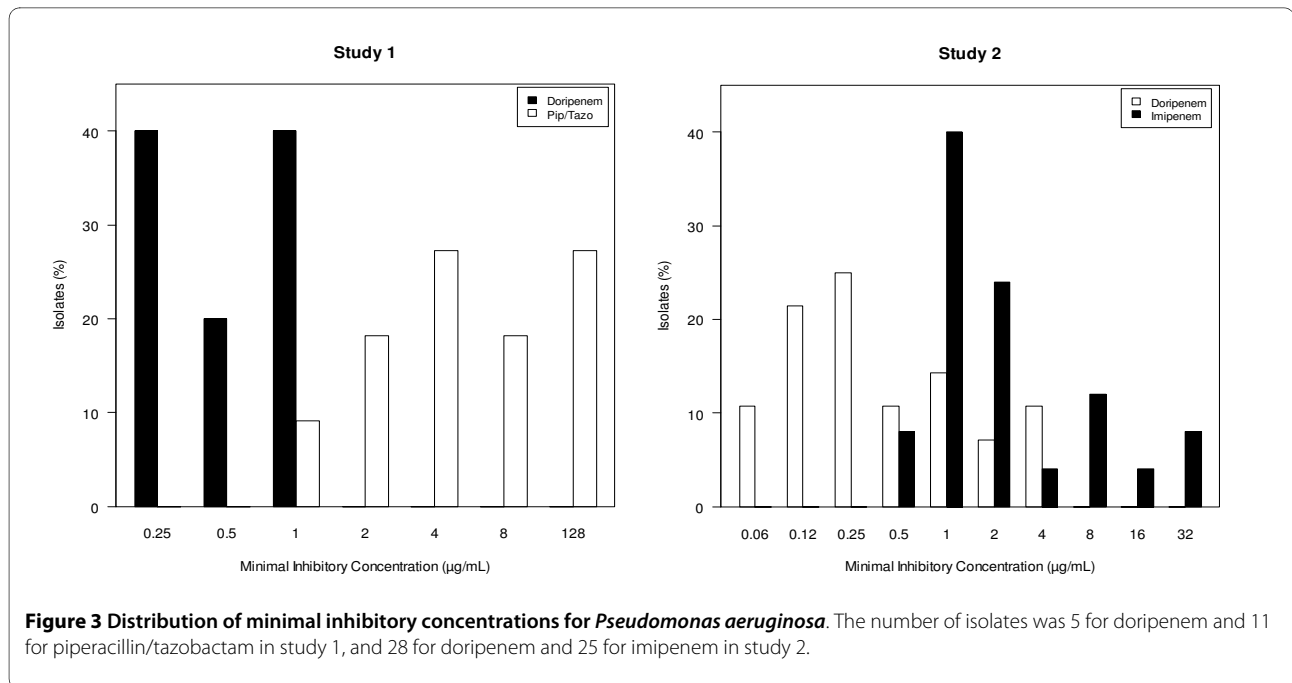 Study 1
Doripenem
Pip/Tazo
40
30
20
10
0
Isolates (%)
0.25 0.5 1 2 4 8 128
Minimal Inhibitory Concentration (µg/mL)
Study 2
Doripenem
Imipenem
40
30
20
10
0
Isolates (%)
0.06 0.12 0.25 0.5 1 2 4 8 16 32
Minimal Inhibitory Concentration (µg/mL)
Figure 3 Distribution of minimal inhibitory concentrations for Pseudomonas aeruginosa. The number of isolates was 5 for doripenem and 11
for piperacillin/tazobactam in study 1, and 28 for doripenem and 25 for imipenem in study 2.